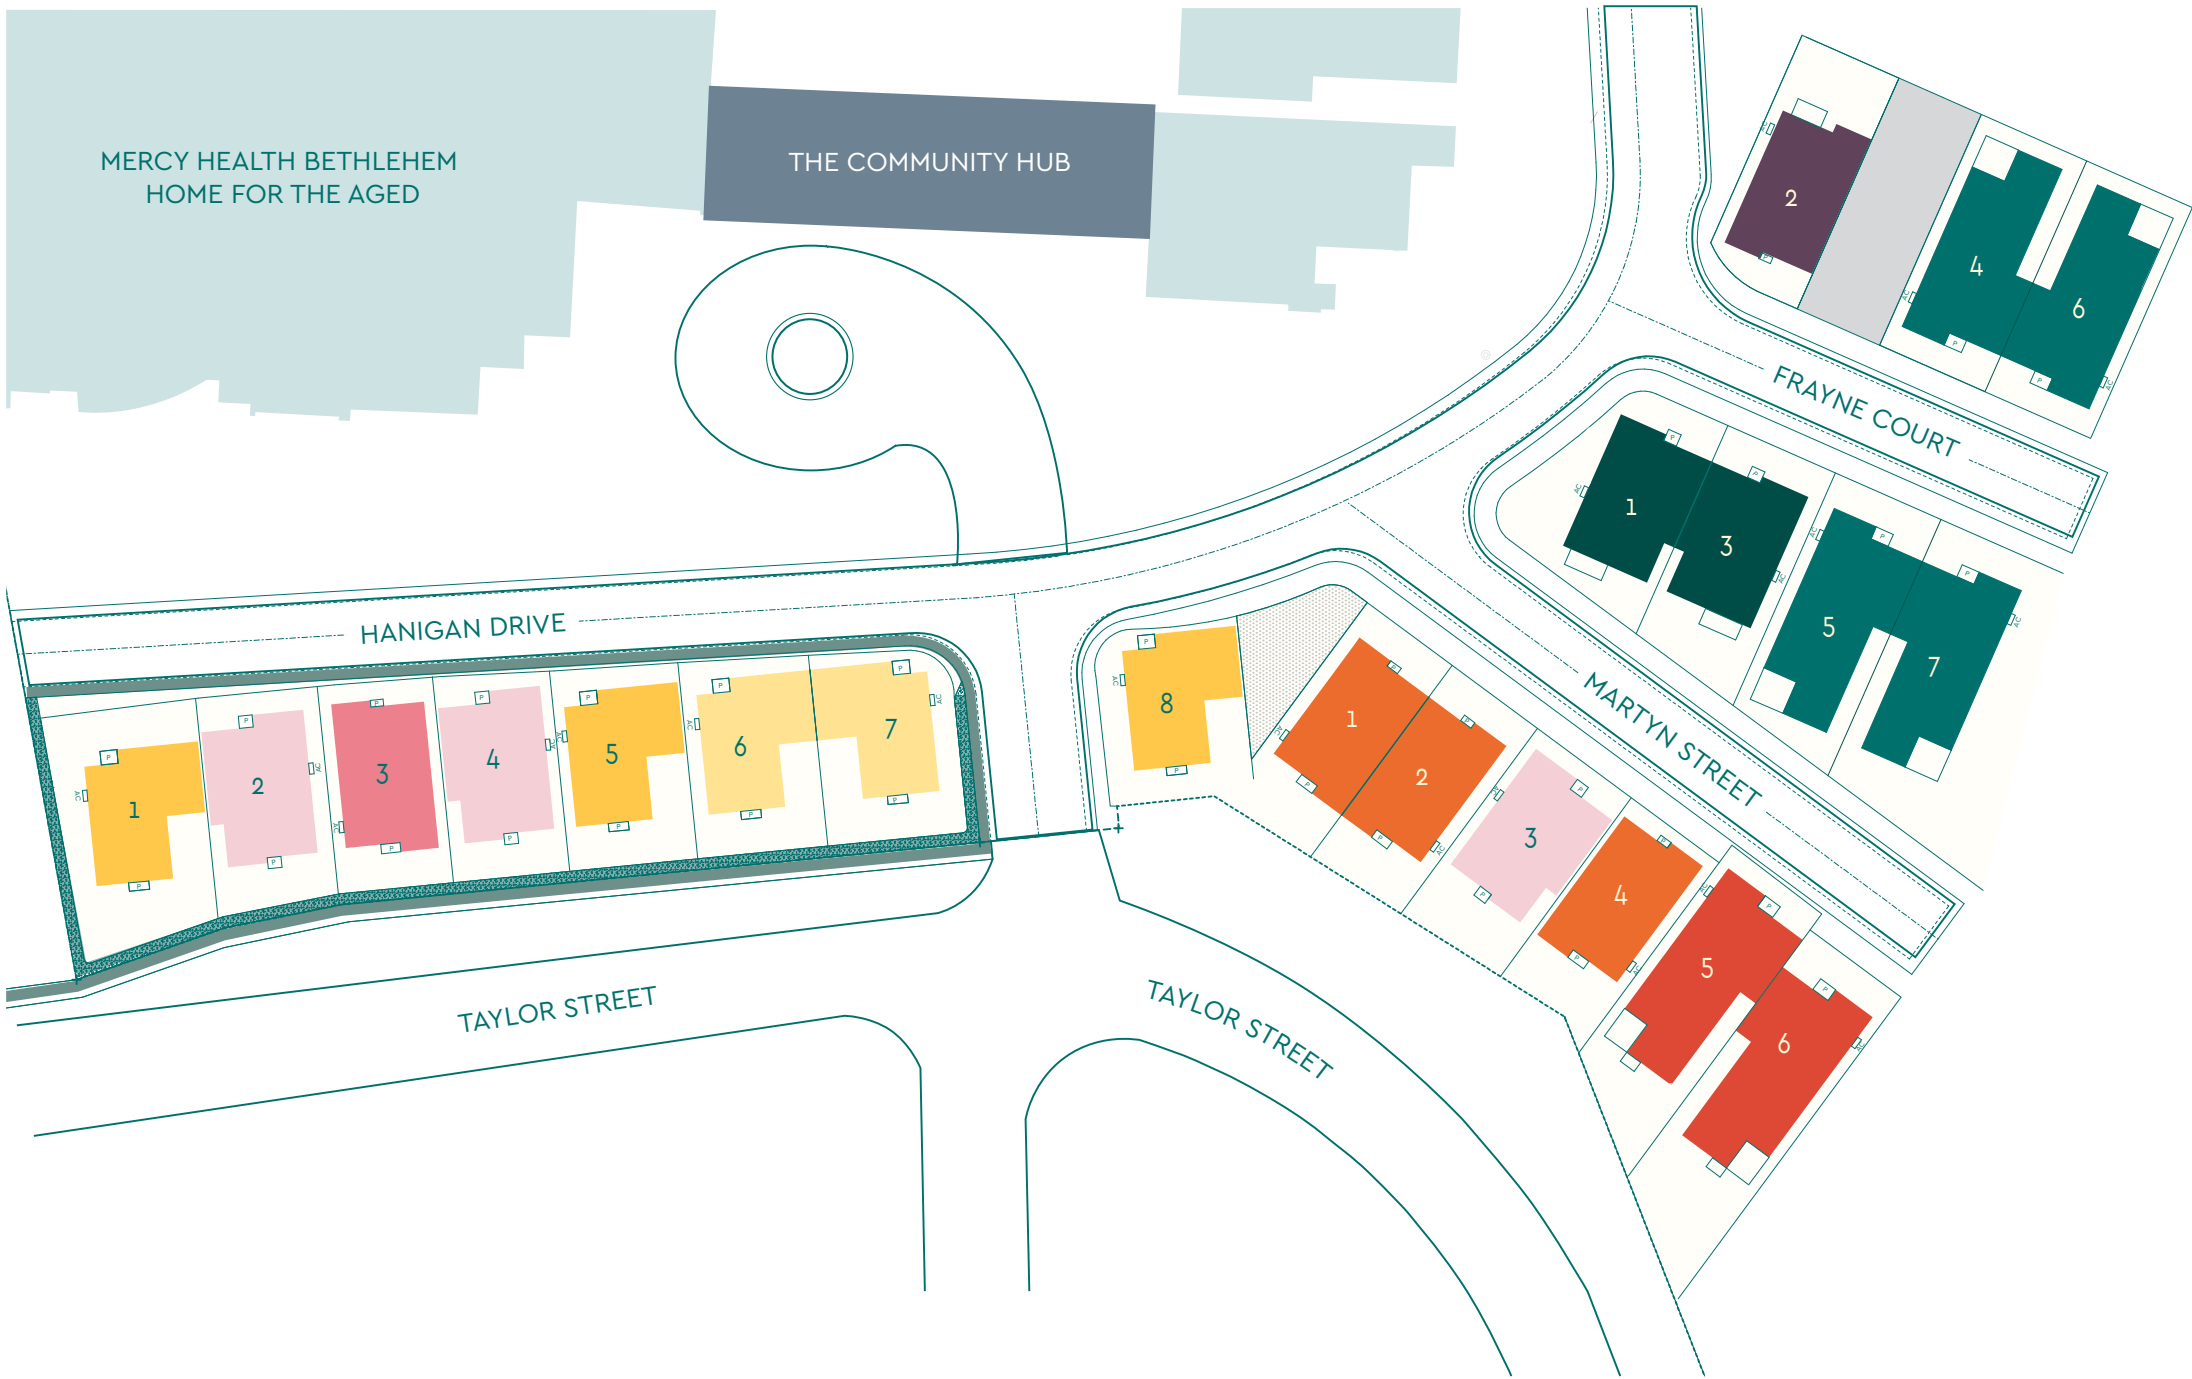 MERCY HEALTH BETHLEHEM
HOME FOR THE AGED
THE COMMUNITY HUB
2
4
6
FRAYNE COURT
1
3
5
7
HANIGAN DRIVE
MARTYN STREET
1
2
3
4
5
6
7
8
1
2
3
4
5
6
TAYLOR STREET
TAYLOR STREET